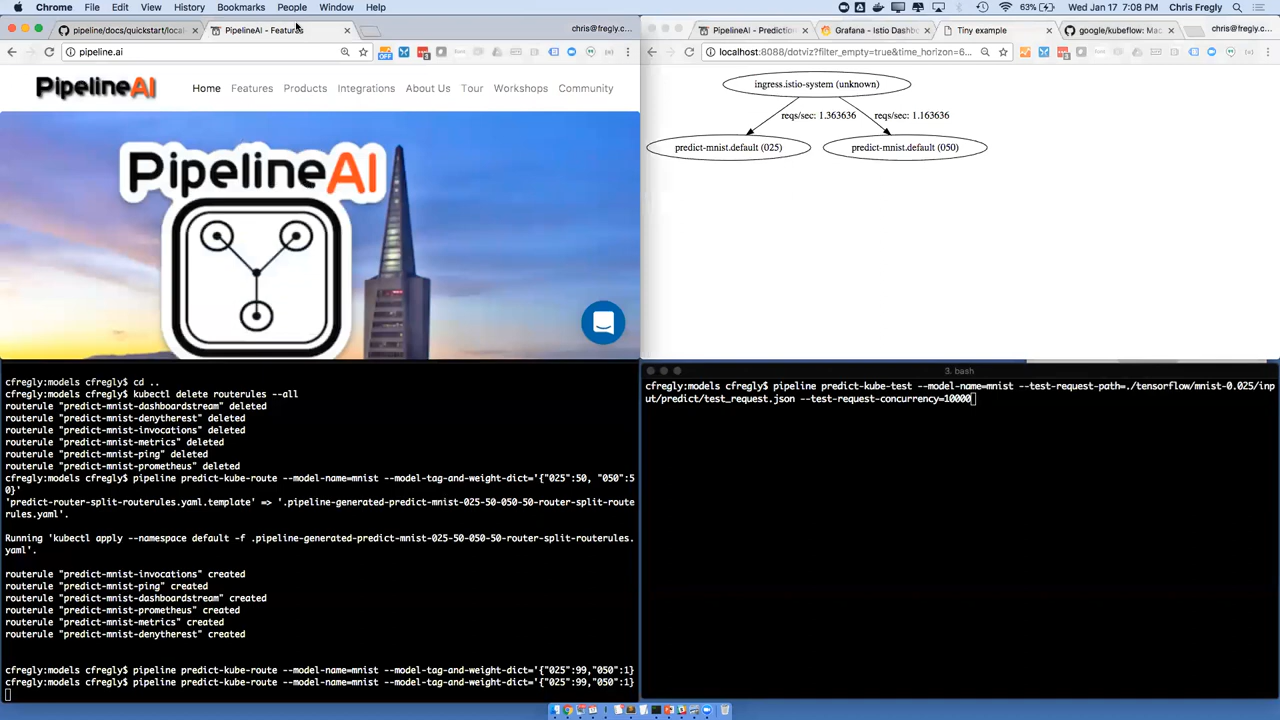 Chrome File Edit View History Bookmarks People Window Help
63% Wed Jan 17 7:08 PM Chris Fregly
pipeline/docs/quickstart/local
PipelineAI - Features
chris@fregly.c...
pipeline.ai
OFF
PipelineAI
Home Features Products Integrations About Us Tour Workshops Community
PipelineAI
PipelineAI - Prediction
Grafana - Istio Dashb
Tiny example
google/kubeflow: Mac
chris@fregly.c...
localhost:8088/dotviz?filter_empty=true&time_horizon=6...
ingress.istio-system (unknown)
reqs/sec: 1.363636
reqs/sec: 1.163636
predict-mnist.default (025)
predict-mnist.default (050)
cfregly:models cfregly$ cd ..
cfregly:models cfregly$ kubectl delete routerules --all
routerule "predict-mnist-dashboardstream" deleted
routerule "predict-mnist-denytherest" deleted
routerule "predict-mnist-invocations" deleted
routerule "predict-mnist-metrics" deleted
routerule "predict-mnist-ping" deleted
routerule "predict-mnist-prometheus" deleted
cfregly:models cfregly$ pipeline predict-kube-route --model-name=mnist --model-tag-and-weight-dict='{"025":50, "050":5
0}'
'predict-router-split-routerules.yaml.template' => '.pipeline-generated-predict-mnist-025-50-050-50-router-split-route
rules.yaml'.
Running 'kubectl apply --namespace default -f .pipeline-generated-predict-mnist-025-50-050-50-router-split-routerules.
yaml'.
routerule "predict-mnist-invocations" created
routerule "predict-mnist-ping" created
routerule "predict-mnist-dashboardstream" created
routerule "predict-mnist-prometheus" created
routerule "predict-mnist-metrics" created
routerule "predict-mnist-denytherest" created
cfregly:models cfregly$ pipeline predict-kube-route --model-name=mnist --model-tag-and-weight-dict='{"025":99,"050":1}
cfregly:models cfregly$ pipeline predict-kube-route --model-name=mnist --model-tag-and-weight-dict='{"025":99,"050":1}
3. bash
cfregly:models cfregly$ pipeline predict-kube-test --model-name=mnist --test-request-path=./tensorflow/mnist-0.025/inp
ut/predict/test_request.json --test-request-concurrency=10000